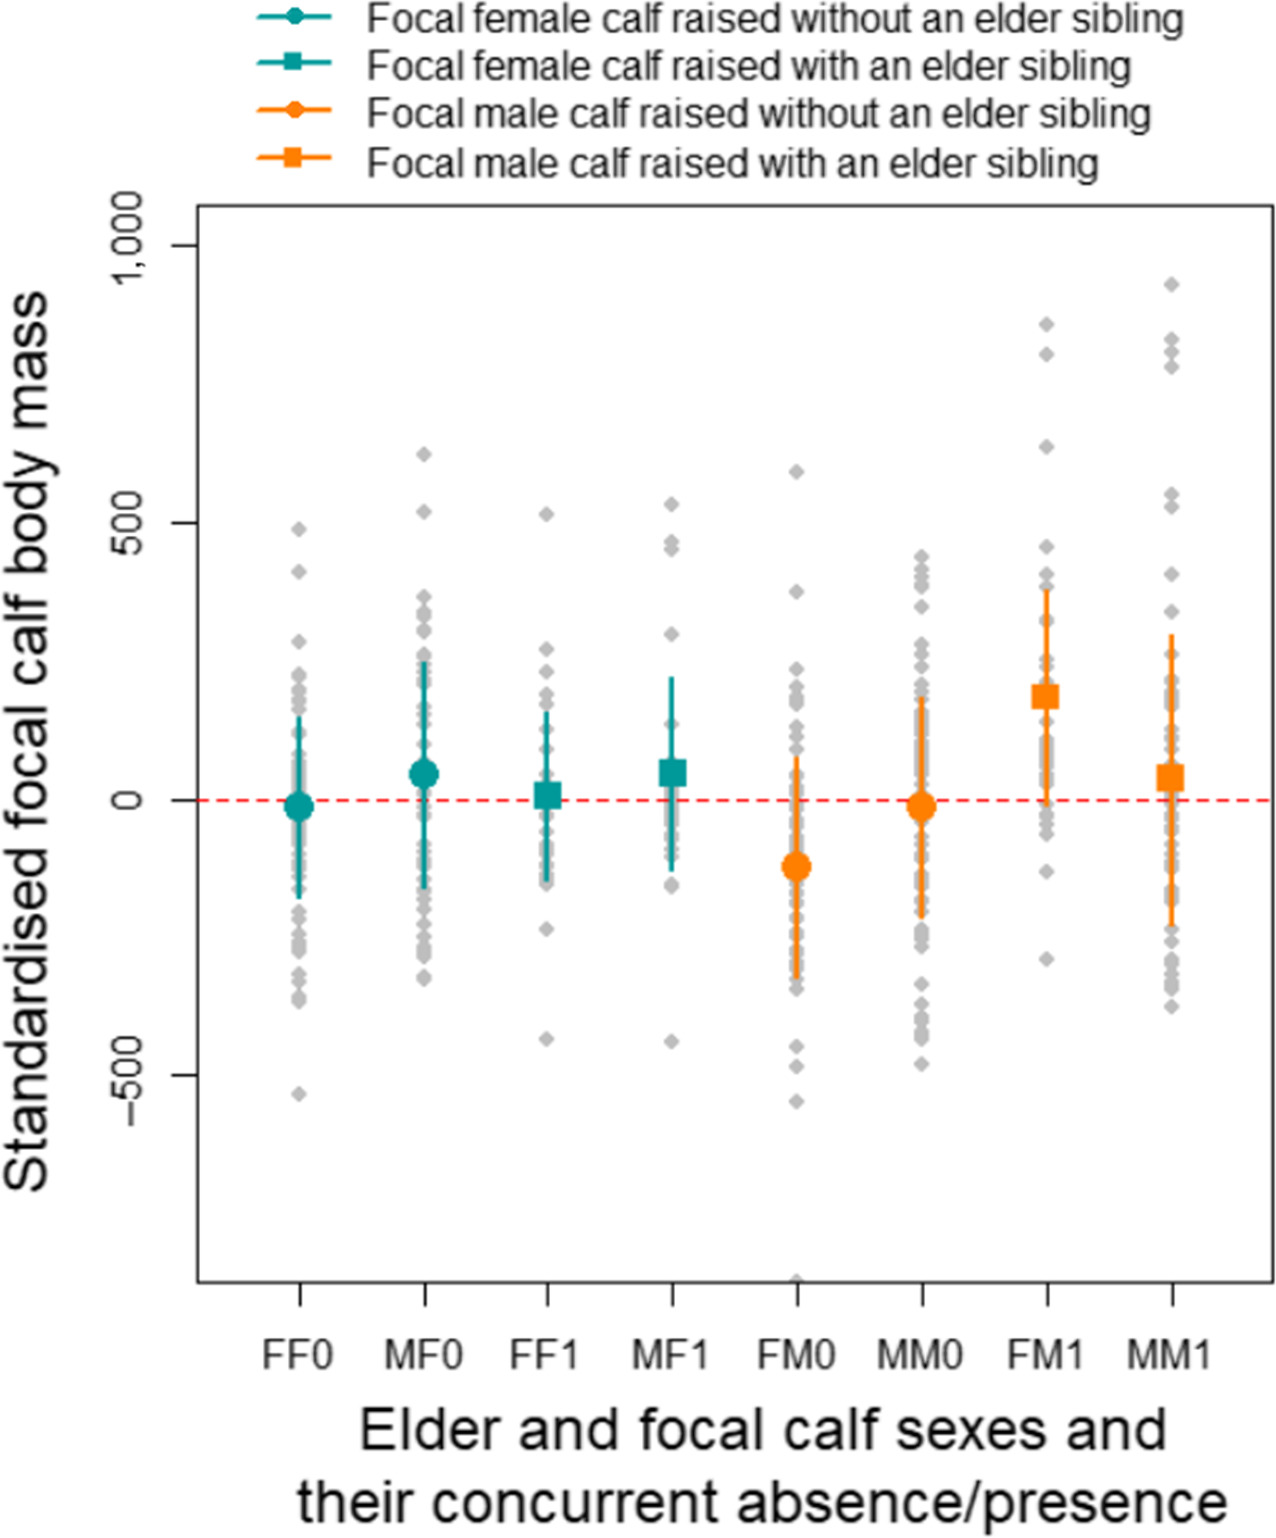 Focal female calf raised without an elder sibling
Focal female calf raised with an elder sibling
Focal male calf raised without an elder sibling
Focal male calf raised with an elder sibling
Standardised focal calf body mass
1,000
500
0
−500
FF0 MF0 FF1 MF1 FM0 MM0 FM1 MM1
Elder and focal calf sexes and
their concurrent absence/presence